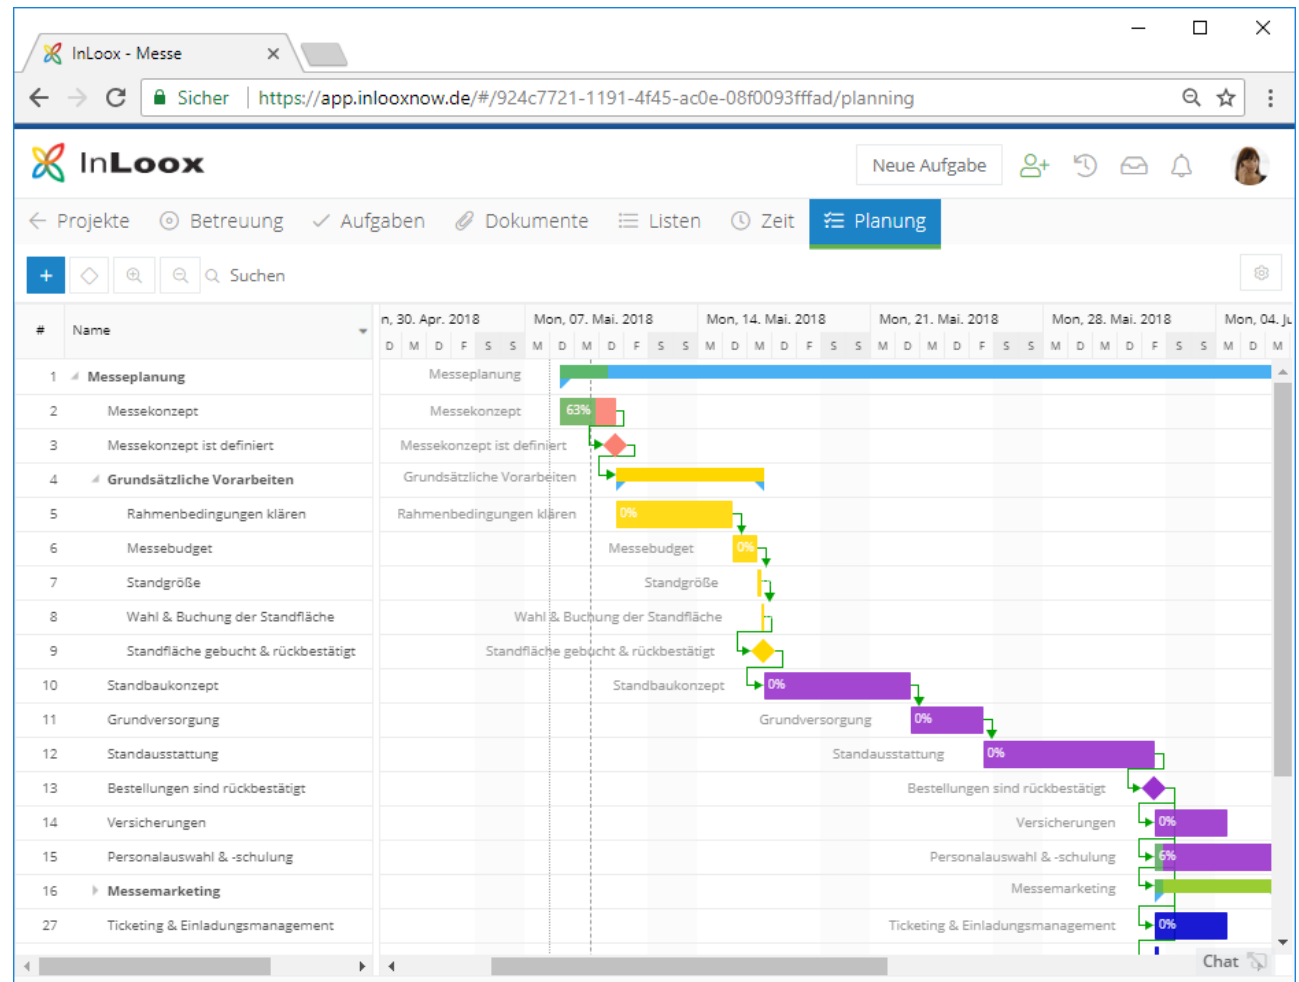 InLoox - Messe
Sicher
https://app.inlooxnow.de/#/924c7721-1191-4f45-ac0e-08f0093fffad/planning
InLoox
Neue Aufgabe
Projekte Betreuung Aufgaben Dokumente Listen Zeit Planung
Suchen
# Name
n, 30. Apr. 2018 Mon, 07. Mai. 2018 Mon, 14. Mai. 2018 Mon, 21. Mai. 2018 Mon, 28. Mai. 2018 Mon, 04. Ju
D M D F S S M D M D F S S M D M D F S S M D M D F S S M D M D F S S M D M
1 Messeplanung Messeplanung
2 Messekonzept Messekonzept 63%
3 Messekonzept ist definiert Messekonzept ist definiert
4 Grundsätzliche Vorarbeiten Grundsätzliche Vorarbeiten
5 Rahmenbedingungen klären Rahmenbedingungen klären 0%
6 Messebudget Messebudget 0%
7 Standgröße Standgröße
8 Wahl & Buchung der Standfläche Wahl & Buchung der Standfläche
9 Standfläche gebucht & rückbestätigt Standfläche gebucht & rückbestätigt
10 Standbaukonzept Standbaukonzept 0%
11 Grundversorgung Grundversorgung 0%
12 Standausstattung Standausstattung 0%
13 Bestellungen sind rückbestätigt Bestellungen sind rückbestätigt
14 Versicherungen Versicherungen 0%
15 Personalauswahl & -schulung Personalauswahl & -schulung 6%
16 Messemarketing Messemarketing
27 Ticketing & Einladungsmanagement Ticketing & Einladungsmanagement 0%
Chat